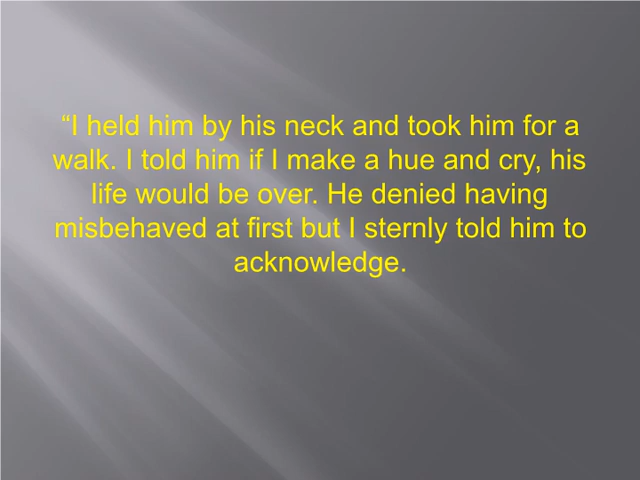 “I held him by his neck and took him for a
walk. I told him if I make a hue and cry, his
life would be over. He denied having
misbehaved at first but I sternly told him to
acknowledge.